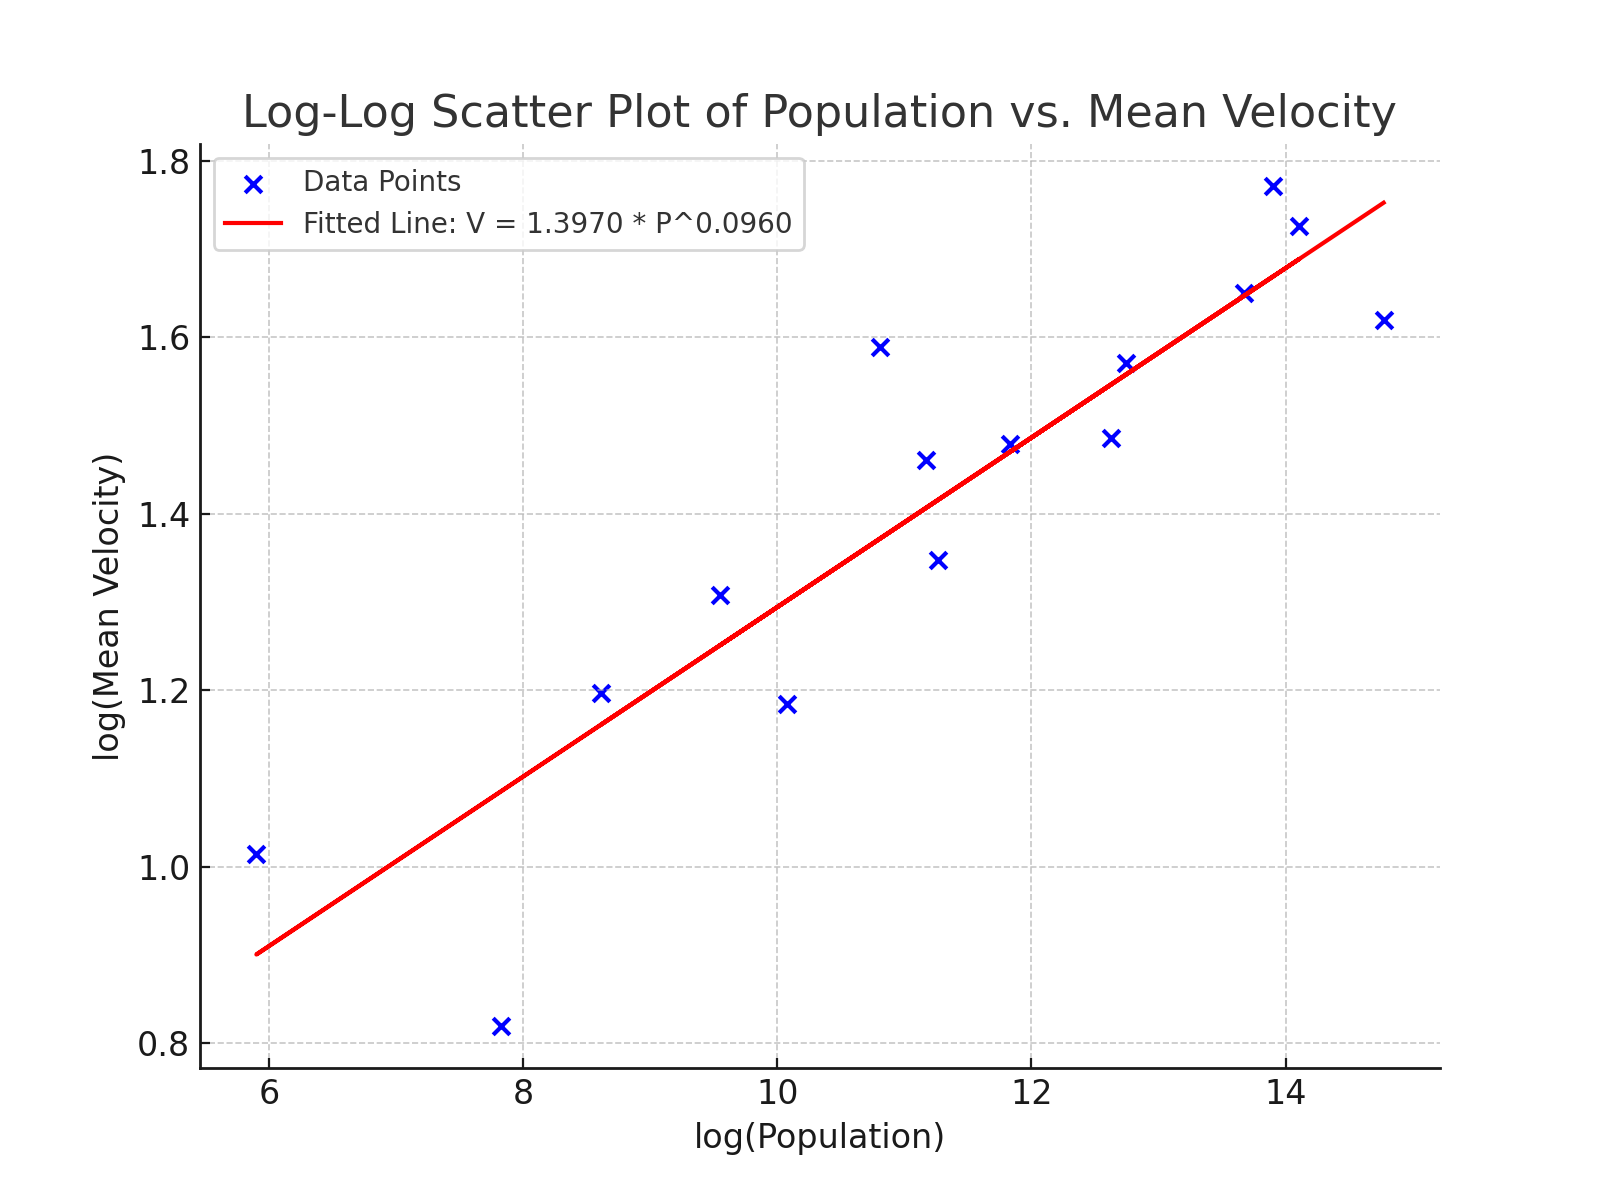 Log-Log Scatter Plot of Population vs. Mean Velocity
Data Points
Fitted Line: V = 1.3970 * P^0.0960
log(Mean Velocity)
1.8
1.6
1.4
1.2
1.0
0.8
6 8 10 12 14
log(Population)